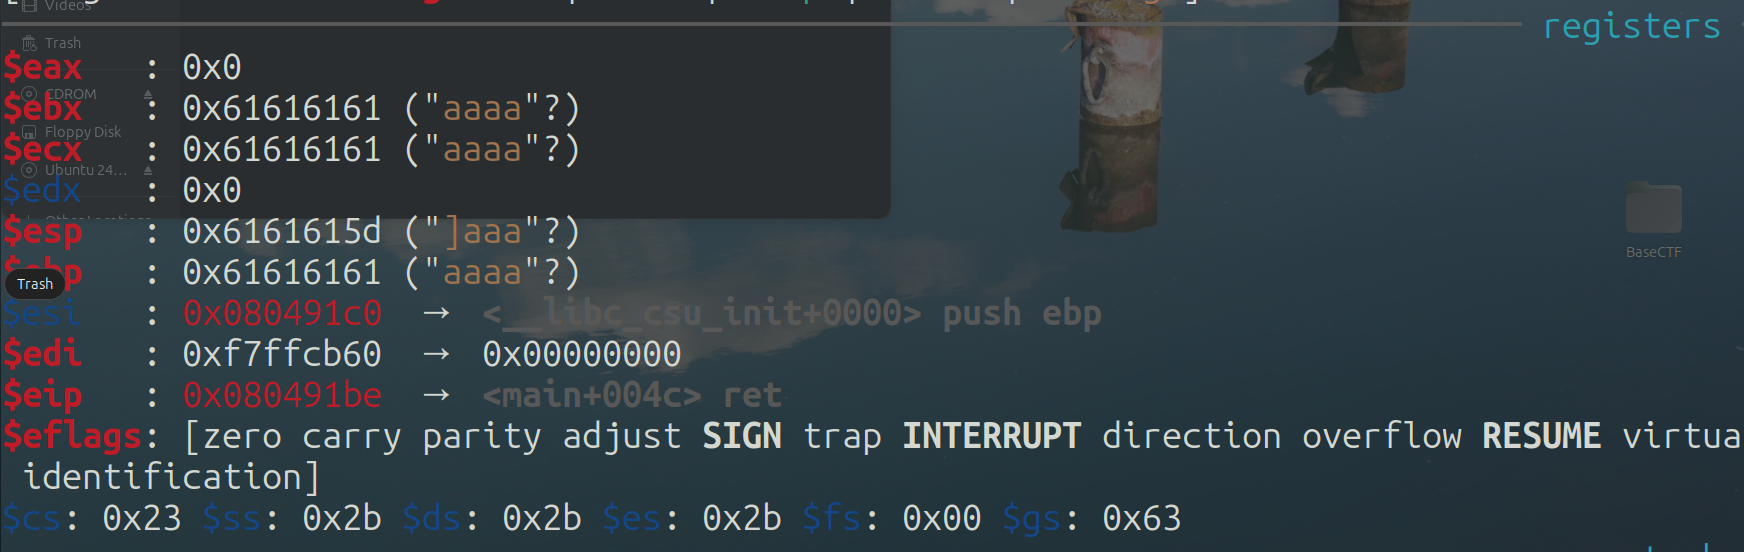 Videos
registers
Trash
$eax : 0x0
CDROM
$ebx : 0x61616161 ("aaaa"?)
Floppy Disk
$ecx : 0x61616161 ("aaaa"?)
Ubuntu 24...
$edx : 0x0
$esp : 0x6161615d ("]aaa"?)
$ebp : 0x61616161 ("aaaa"?)
BaseCTF
Trash
$esi : 0x080491c0 → <__libc_csu_init+0000> push ebp
$edi : 0xf7ffcb60 → 0x00000000
$eip : 0x080491be → <main+004c> ret
$eflags: [zero carry parity adjust SIGN trap INTERRUPT direction overflow RESUME virtua
identification]
$cs: 0x23 $ss: 0x2b $ds: 0x2b $es: 0x2b $fs: 0x00 $gs: 0x63